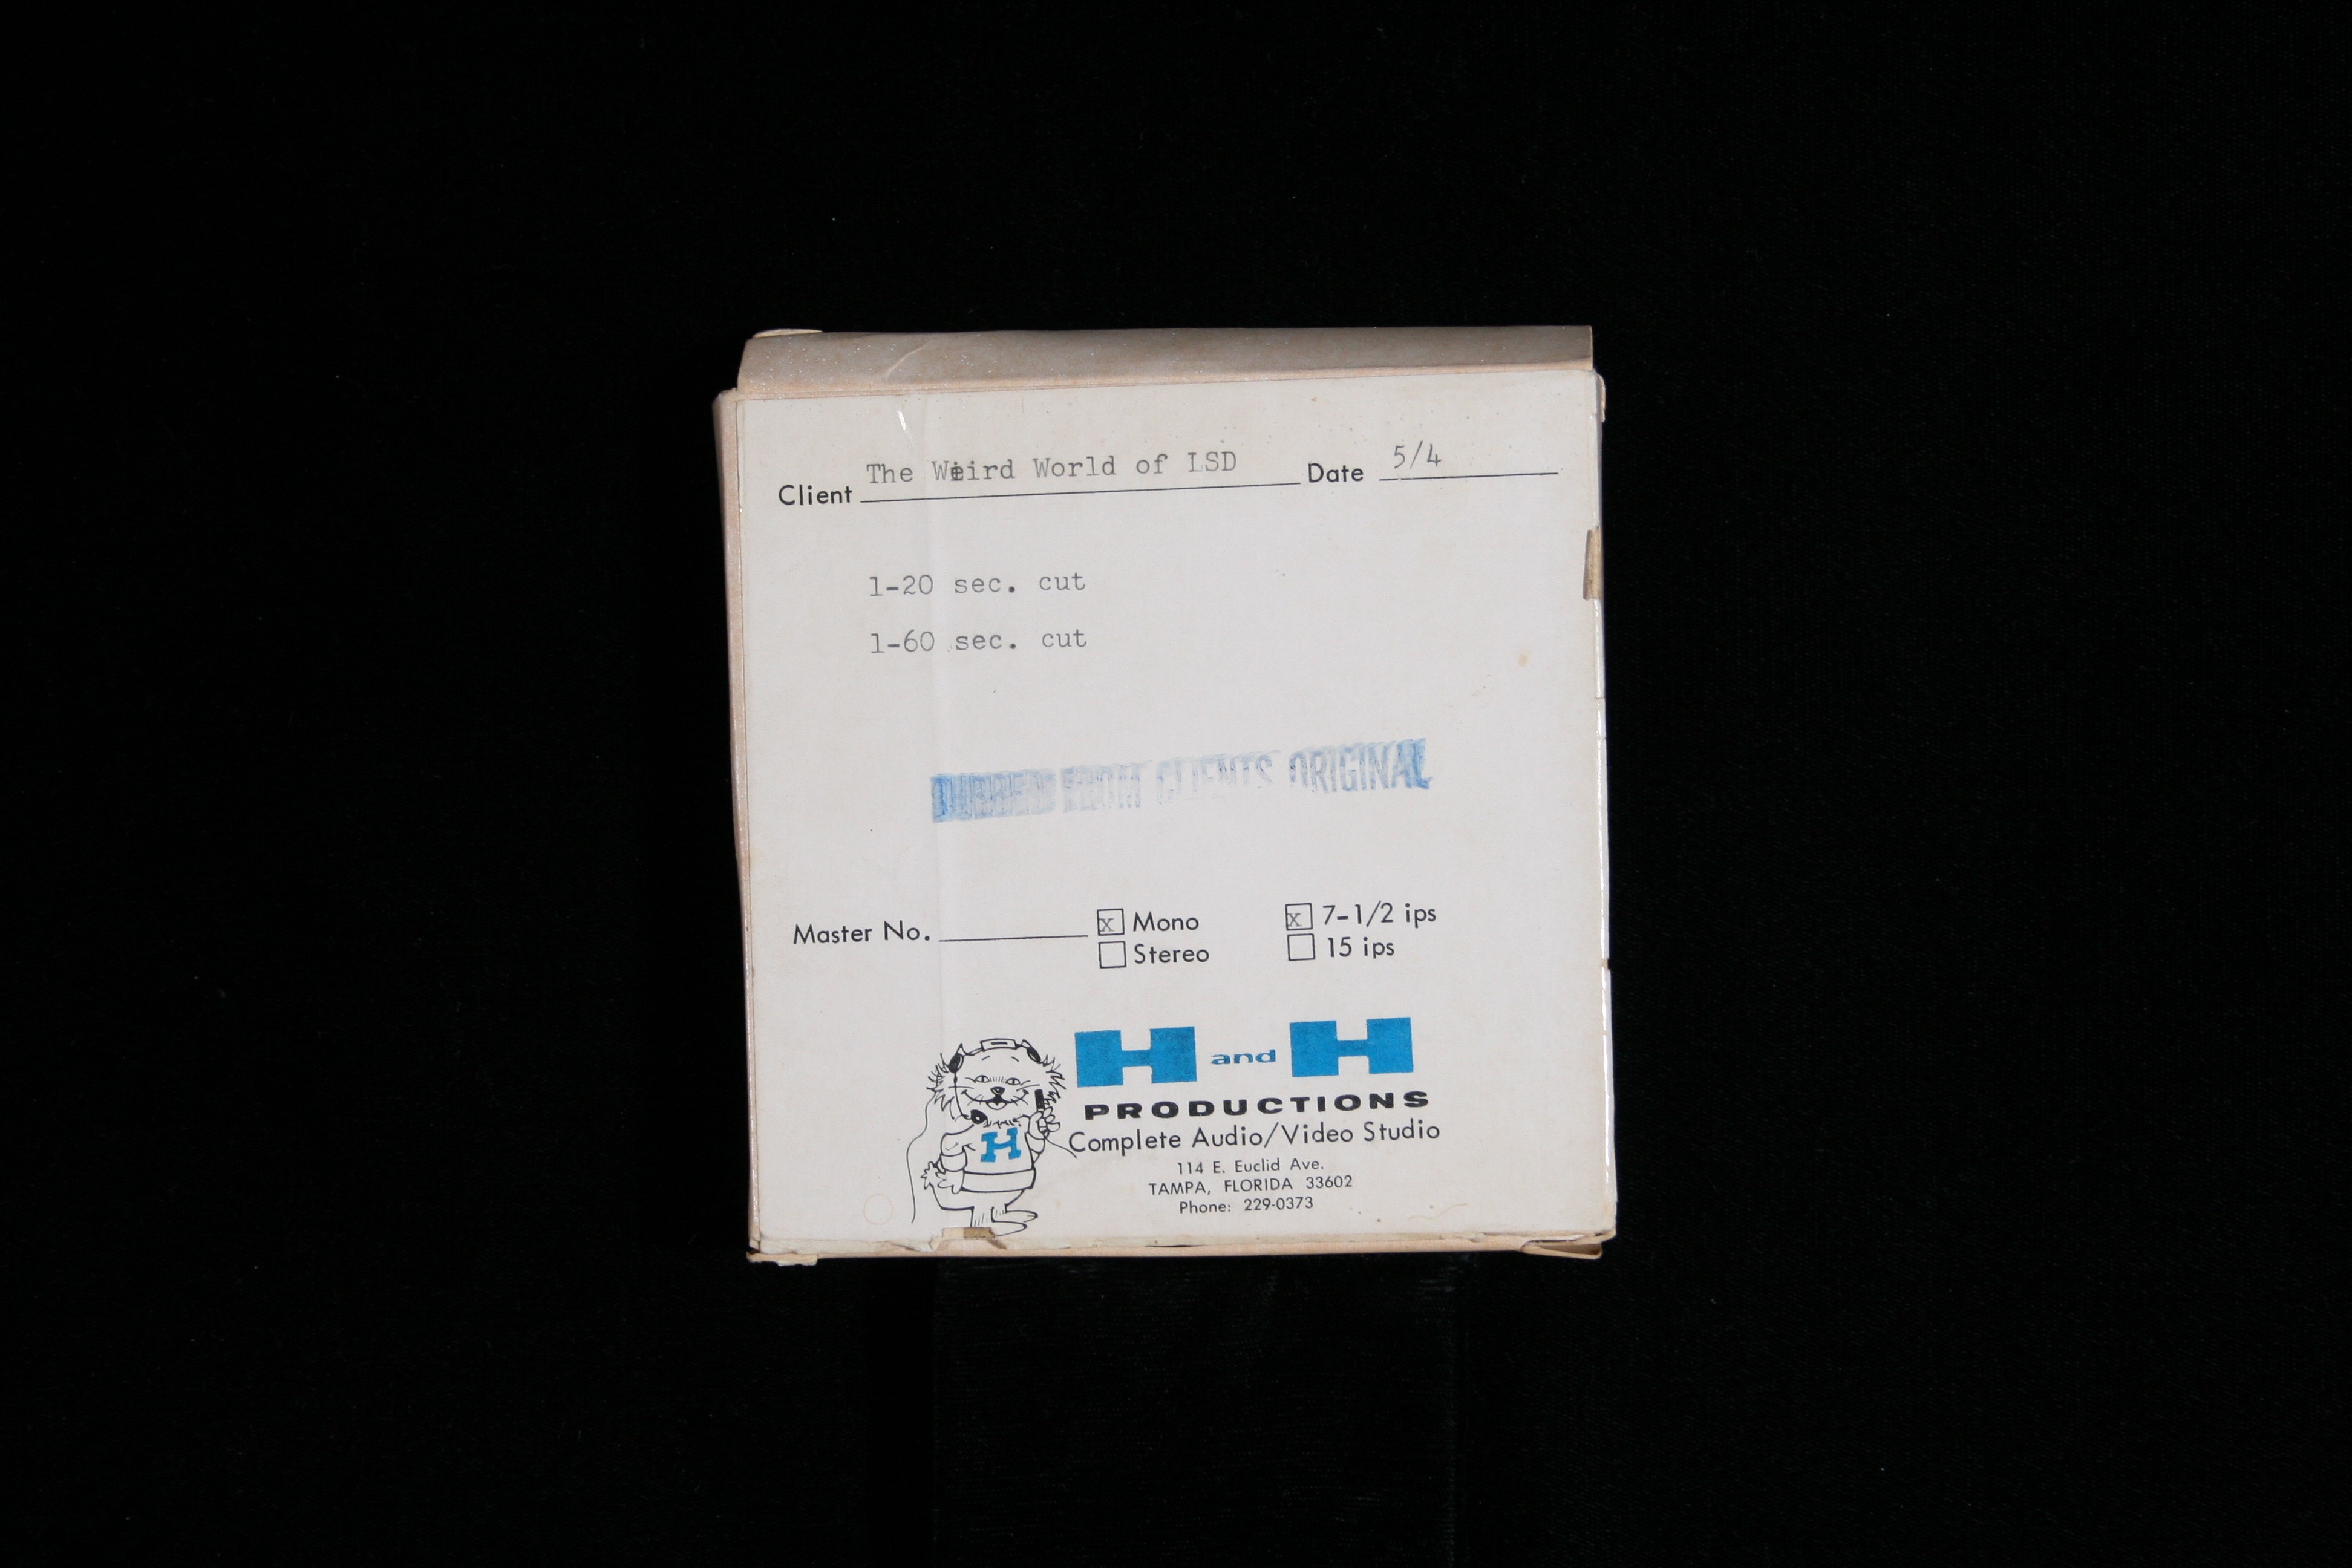 Client The Weird World of LSD Date 5/4
1-20 sec. cut
1-60 sec. cut
DUBBED FROM CLIENTS ORIGINAL
Master No. x Mono x 7-1/2 ips
Stereo 15 ips
H and H
PRODUCTIONS
Complete Audio/Video Studio
H
114 E. Euclid Ave.
TAMPA, FLORIDA 33602
Phone: 229-0373